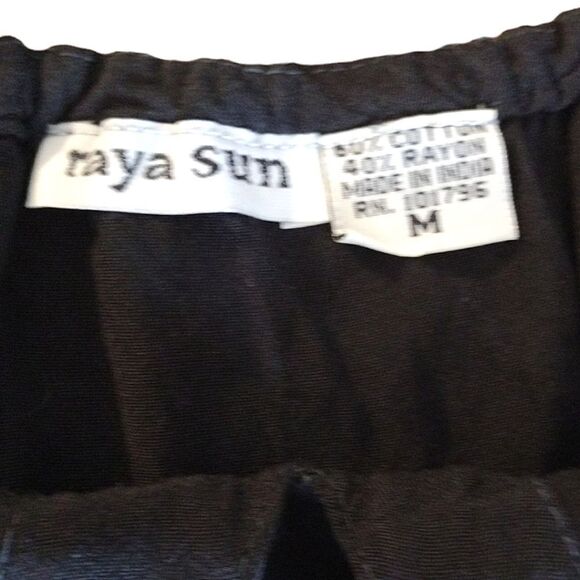 raya sun
60% COTTON
40% RAYON
MADE IN INDIA
RN. 101796
M